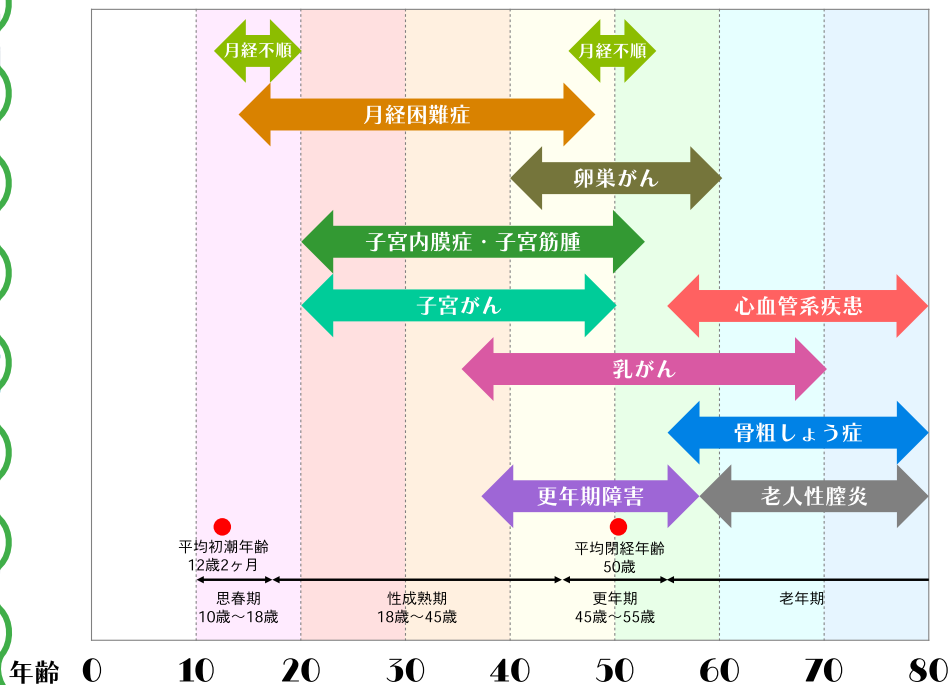 月経不順 月経不順
月経困難症
卵巣がん
子宮内膜症・子宮筋腫
子宮がん 心血管系疾患
乳がん
骨粗しょう症
更年期障害 老人性膣炎
平均初潮年齢 平均閉経年齢
12歳2ヶ月 50歳
思春期 性成熟期 更年期 老年期
10歳～18歳 18歳～45歳 45歳～55歳
年齢 0 10 20 30 40 50 60 70 80